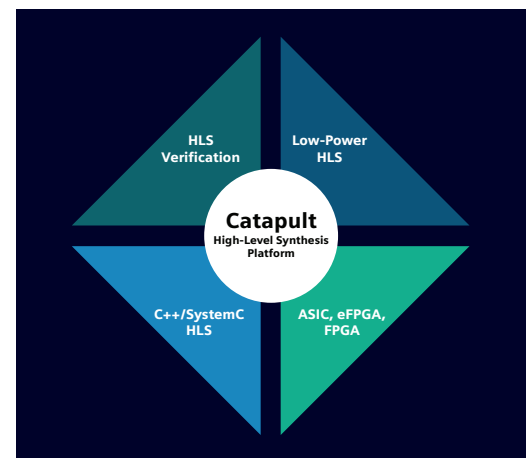 HLS
Verification
Low-Power
HLS
Catapult
High-Level Synthesis
Platform
C++/SystemC
HLS
ASIC, eFPGA,
FPGA